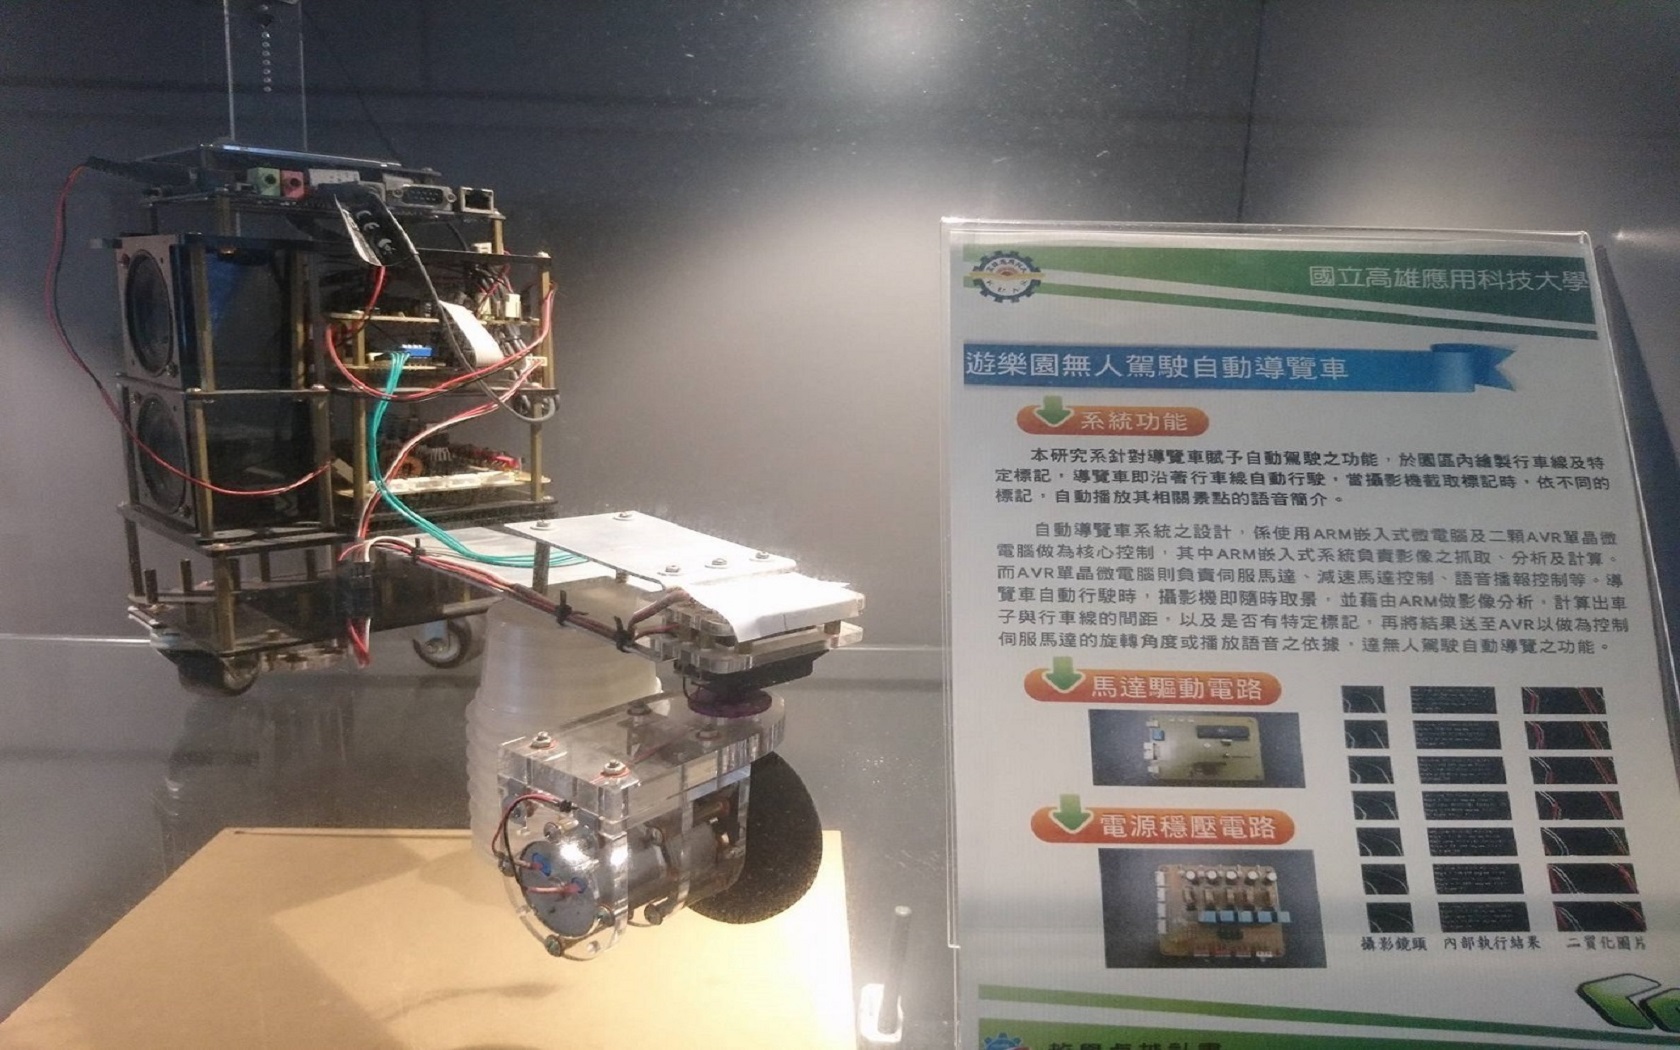 國立高雄應用科技大學
遊樂園無人駕駛自動導覽車
系統功能
本研究系針對導覽車賦子自動駕駛之功能，於園區內繪製行車線及特
定標記，導覽車即沿著行車線自動行駛，當攝影機截取標記時，依不同的
標記，自動播放其相關景點的語音簡介。
自動導覽車系統之設計，係使用ARM嵌入式微電腦及二顆AVR單晶微
電腦做為核心控制，其中ARM嵌入式系統負責影像之抓取、分析及計算。
而AVR單晶微電腦則負責伺服馬達、減速馬達控制、語音播報控制等。導
覽車自動行駛時，攝影機即隨時取景，並藉由ARM做影像分析，計算出車
子與行車線的間距，以及是否有特定標記，再將結果送至AVR以做為控制
伺服馬達的旋轉角度或播放語音之依據，達無人駕駛自動導覽之功能。
馬達驅動電路
電源穩壓電路
攝影鏡頭 內部執行結果 二質化圖片
教學卓越計畫